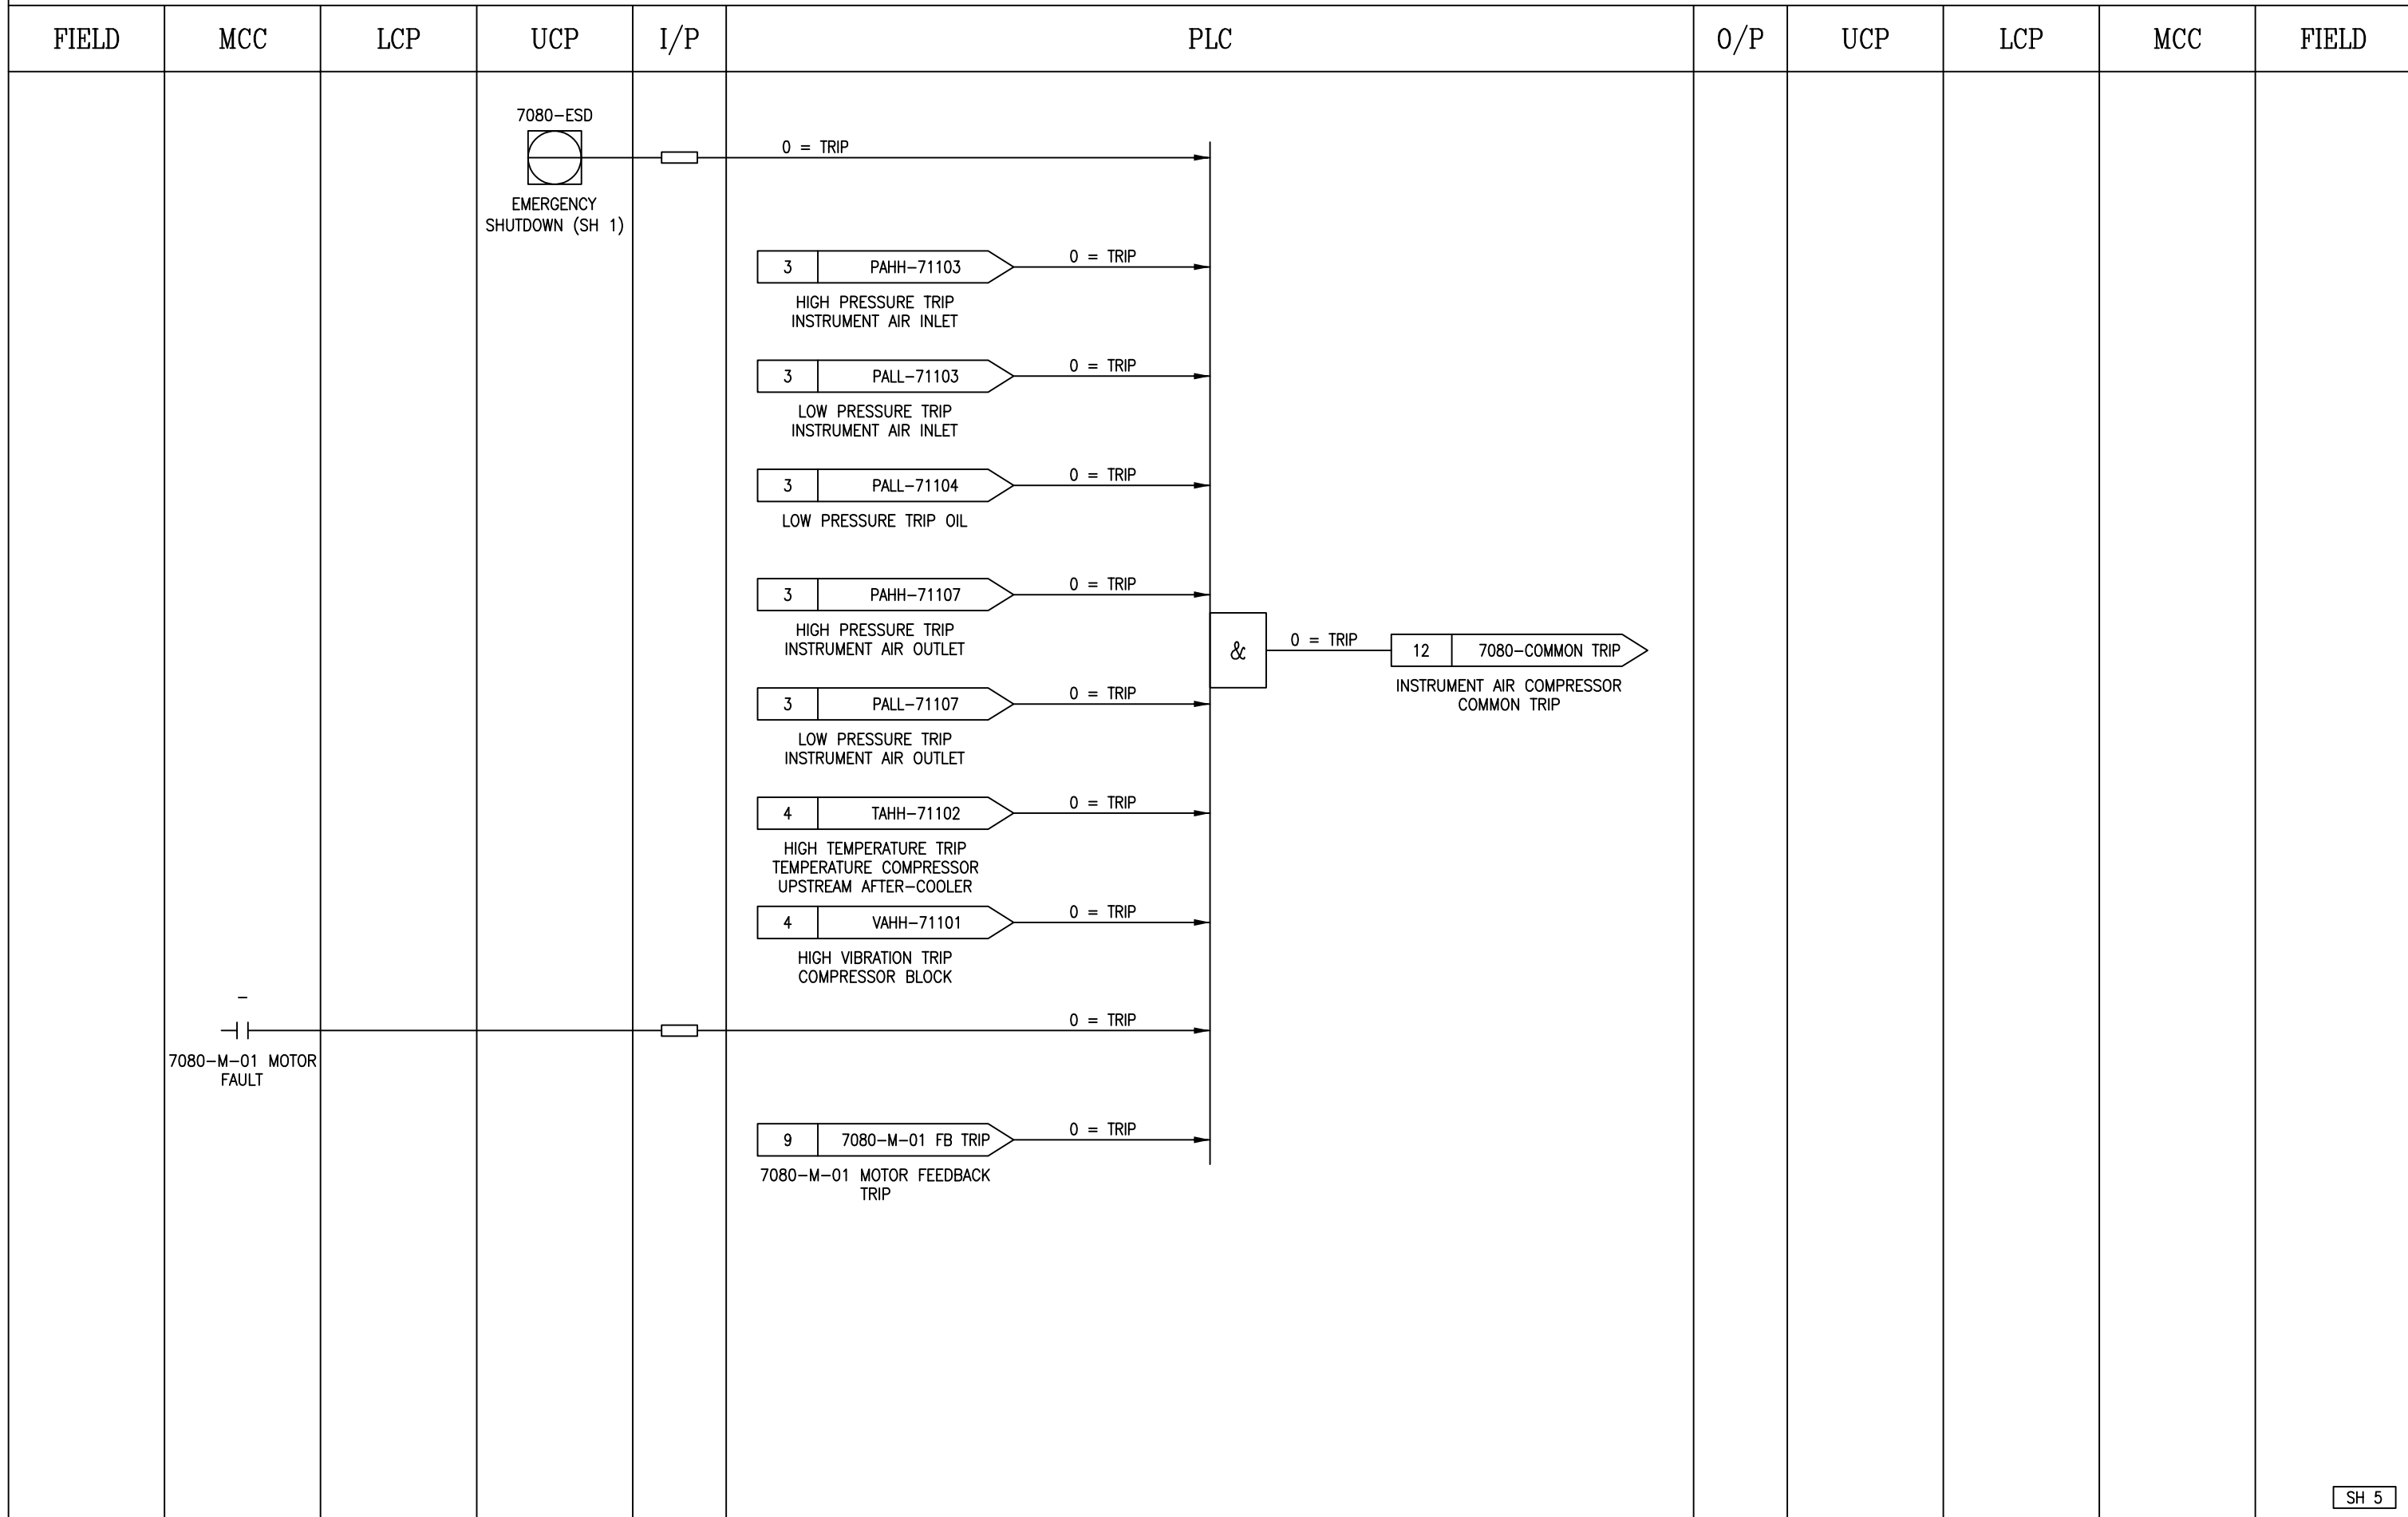 FIELD MCC LCP UCP I/P PLC O/P UCP LCP MCC FIELD
7080-ESD
0 = TRIP
EMERGENCY
SHUTDOWN (SH 1)
3 PAHH-71103 0 = TRIP
HIGH PRESSURE TRIP
INSTRUMENT AIR INLET
3 PALL-71103 0 = TRIP
LOW PRESSURE TRIP
INSTRUMENT AIR INLET
3 PALL-71104 0 = TRIP
LOW PRESSURE TRIP OIL
3 PAHH-71107 0 = TRIP
HIGH PRESSURE TRIP
INSTRUMENT AIR OUTLET
& 0 = TRIP 12 7080-COMMON TRIP
INSTRUMENT AIR COMPRESSOR
COMMON TRIP
3 PALL-71107 0 = TRIP
LOW PRESSURE TRIP
INSTRUMENT AIR OUTLET
4 TAHH-71102 0 = TRIP
HIGH TEMPERATURE TRIP
TEMPERATURE COMPRESSOR
UPSTREAM AFTER-COOLER
4 VAHH-71101 0 = TRIP
HIGH VIBRATION TRIP
COMPRESSOR BLOCK
-
0 = TRIP
7080-M-01 MOTOR
FAULT
9 7080-M-01 FB TRIP 0 = TRIP
7080-M-01 MOTOR FEEDBACK
TRIP
SH 5